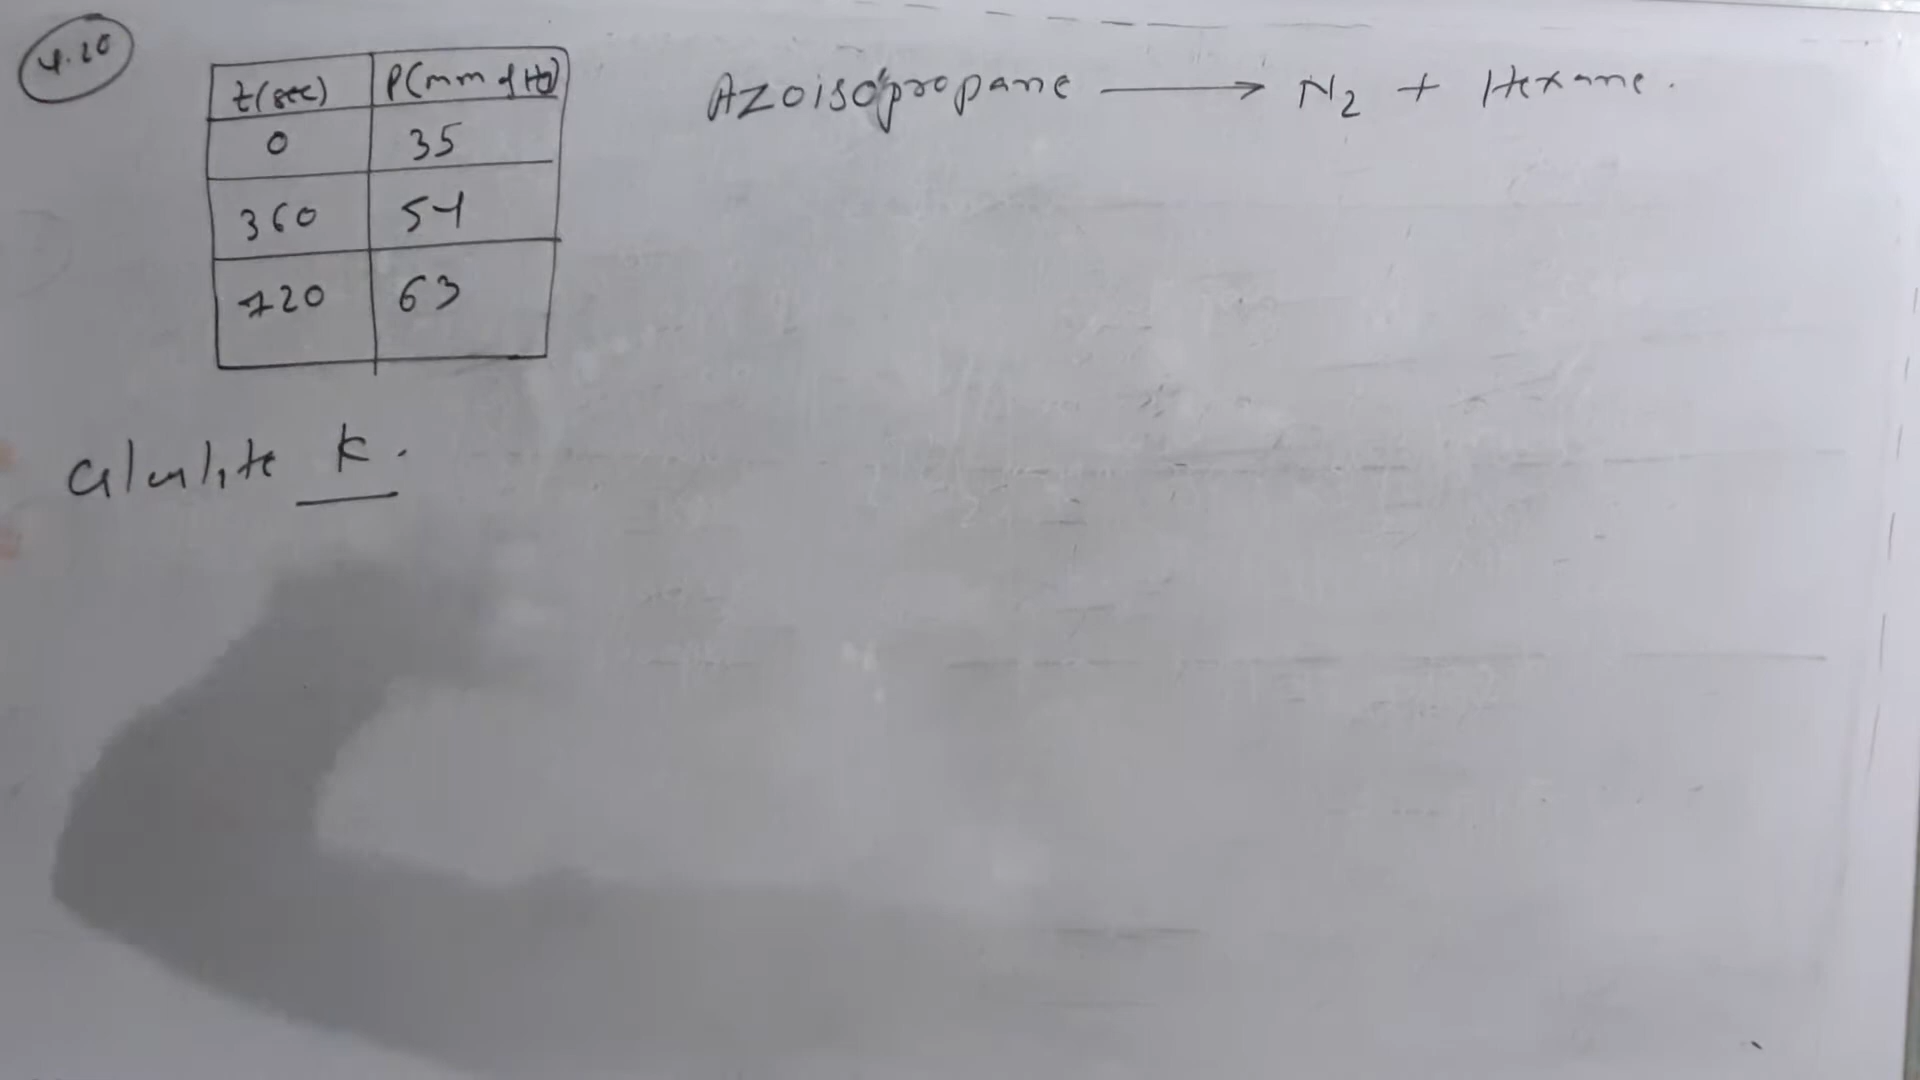 4.20
t(sec) P(mm of Hg)
0 35
360 54
720 63
Azoisopropane → N2 + Hexane.
Calculate k.